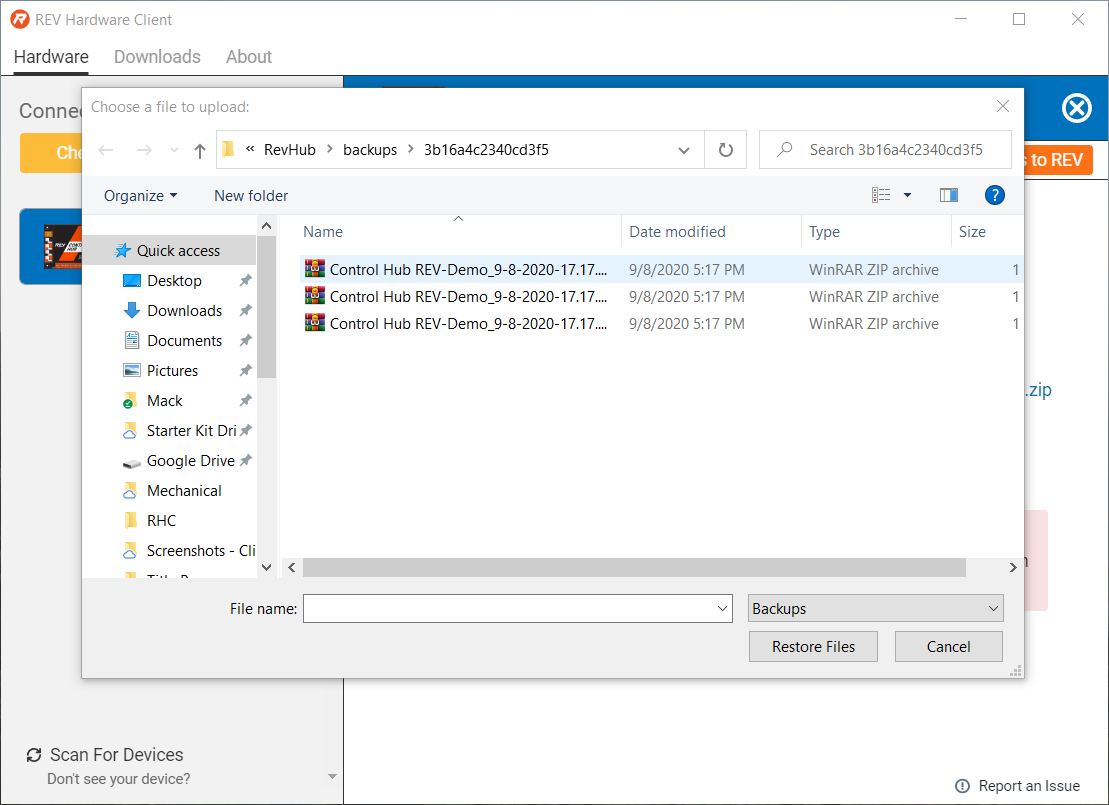 REV Hardware Client
Hardware Downloads About
Choose a file to upload:
« RevHub > backups > 3b16a4c2340cd3f5
Search 3b16a4c2340cd3f5
s to REV
Organize
New folder
Name
Date modified
Type
Size
Quick access
Desktop
Downloads
Documents
Pictures
Mack
Starter Kit Dri
Google Drive
Mechanical
RHC
Screenshots - Cli
Control Hub REV-Demo_9-8-2020-17.17.... 9/8/2020 5:17 PM WinRAR ZIP archive 1
Control Hub REV-Demo_9-8-2020-17.17.... 9/8/2020 5:17 PM WinRAR ZIP archive 1
Control Hub REV-Demo_9-8-2020-17.17.... 9/8/2020 5:17 PM WinRAR ZIP archive 1
.zip
File name:
Backups
Restore Files
Cancel
Scan For Devices
Don't see your device?
Report an Issue